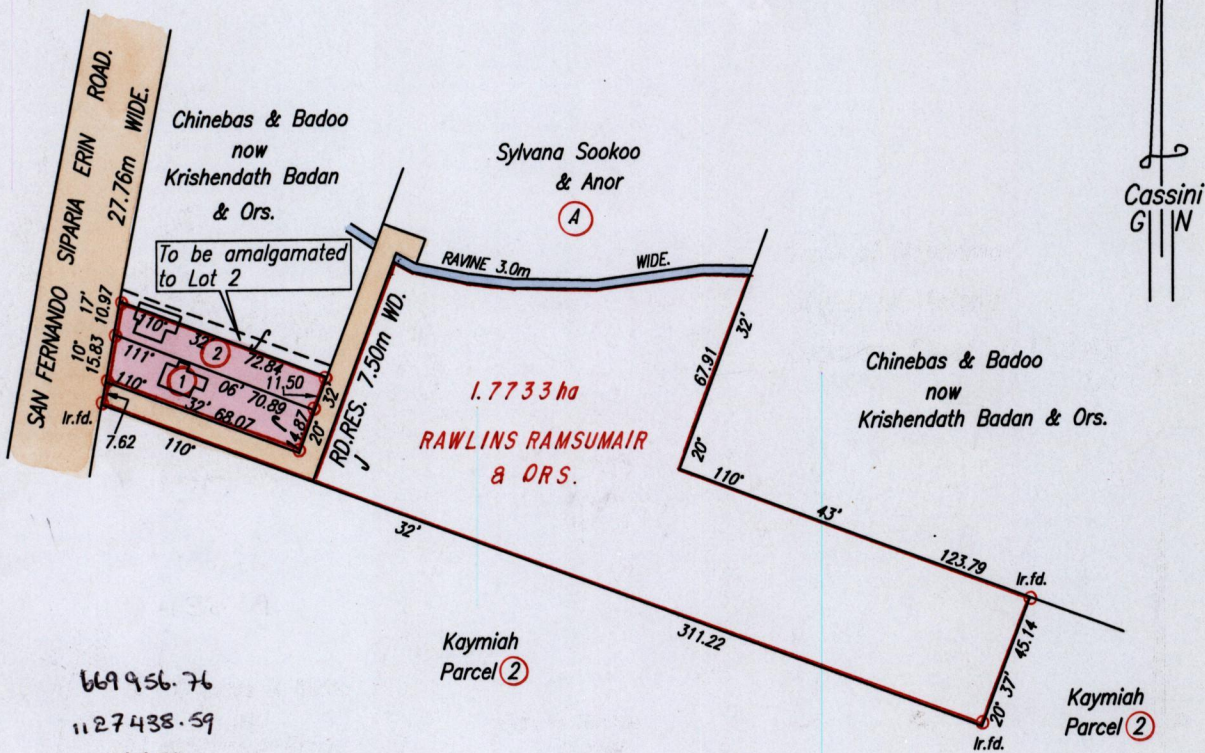 SAN FERNANDO SIPARIA ERIN ROAD.
27.76m WIDE.
Chinebas & Badoo
now
Krishendath Badan
& Ors.
To be amalgamated
to Lot 2
Sylvana Sookoo
& Anor
A
Cassini
G N
RAVINE 3.0m WIDE.
10° 17'
10.97
15.83
110° 32' 72.84
2
111° 06' 70.89
1
11.50
110° 32' 68.07
14.87
20° 32'
Ir.fd.
7.62
110° 32' 311.22
RD.RES. 7.50m WD.
67.91
20° 32'
1.7733 ha
RAWLINS RAMSUMAIR
& ORS.
Chinebas & Badoo
now
Krishendath Badan & Ors.
110° 43' 123.79
Ir.fd.
45.14
20° 37'
Ir.fd.
Kaymiah
Parcel 2
Kaymiah
Parcel 2
669956.76
1127438.59